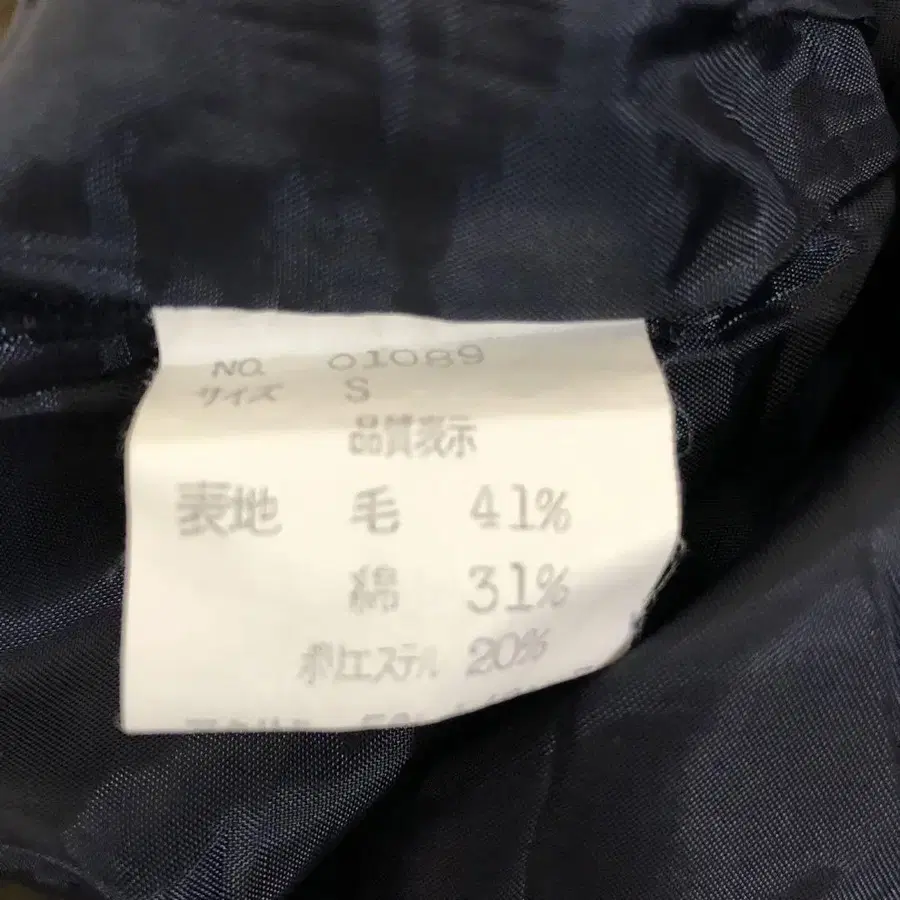 NO. 01089
サイズ S
品質表示
表地 毛 41%
綿 31%
ポリエステル 20%